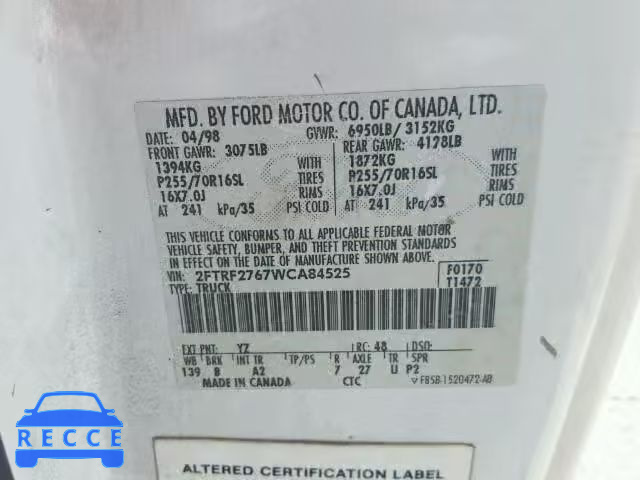 MFD. BY FORD MOTOR CO. OF CANADA, LTD.
DATE: 04/98 GVWR: 6950LB/ 3152KG
FRONT GAWR: 3075LB REAR GAWR: 4128LB
1394KG WITH 1872KG WITH
P255/70R16SL TIRES P255/70R16SL TIRES
16X7.0J RIMS 16X7.0J RIMS
AT 241 kPa/35 PSI COLD AT 241 kPa/35 PSI COLD
THIS VEHICLE CONFORMS TO ALL APPLICABLE FEDERAL MOTOR
VEHICLE SAFETY, BUMPER, AND THEFT PREVENTION STANDARDS
IN EFFECT ON THE DATE OF MANUFACTURE SHOWN ABOVE.
VIN: 2FTRF2767WCA84525 F0170
TYPE: TRUCK T1472
EXT PNT: YZ RC: 48 DSO:
WB BRK INT TR TP/PS R AXLE TR SPR
139 B A2 7 27 U P2
MADE IN CANADA CTC F85B-1520472-AB
ALTERED CERTIFICATION LABEL
RECCE